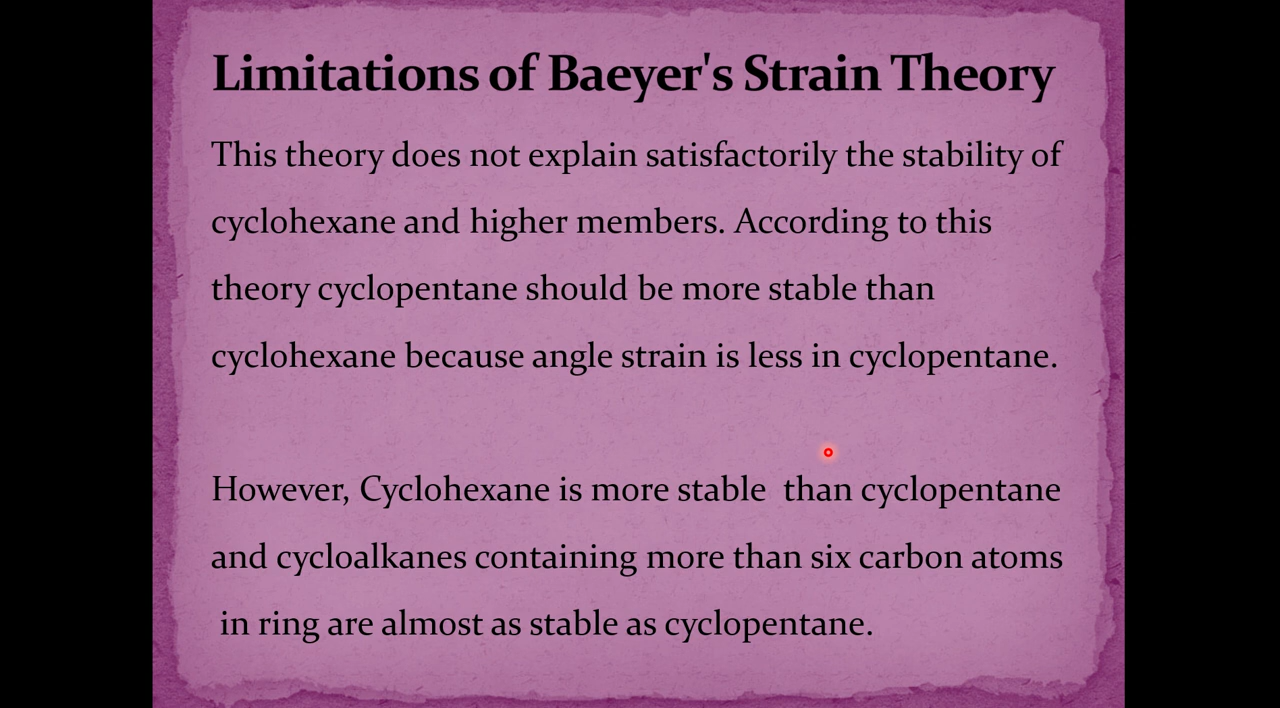 Limitations of Baeyer's Strain Theory
This theory does not explain satisfactorily the stability of
cyclohexane and higher members. According to this
theory cyclopentane should be more stable than
cyclohexane because angle strain is less in cyclopentane.
However, Cyclohexane is more stable than cyclopentane
and cycloalkanes containing more than six carbon atoms
in ring are almost as stable as cyclopentane.